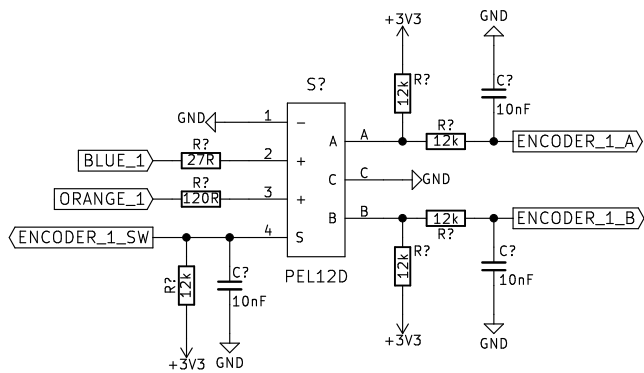 +3V3
GND
S?
R?
12k
C?
10nF
GND
1
−
R?
A
A
12k
ENCODER_1_A
BLUE_1
R?
27R
2
+
C
C
GND
ORANGE_1
R?
120R
3
+
B
B
12k
R?
ENCODER_1_B
ENCODER_1_SW
4
S
R?
12k
C?
10nF
PEL12D
12k
R?
C?
10nF
+3V3
GND
+3V3
GND